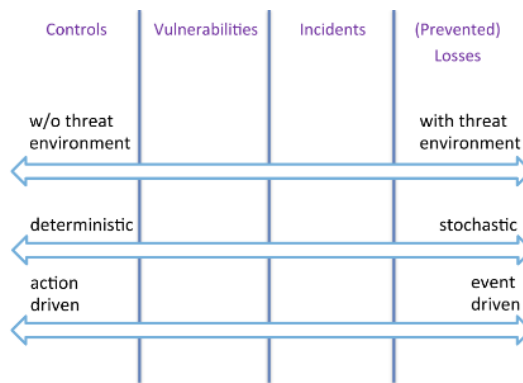 Controls
Vulnerabilities
Incidents
(Prevented)
Losses
w/o threat
environment
with threat
environment
deterministic
stochastic
action
driven
event
driven